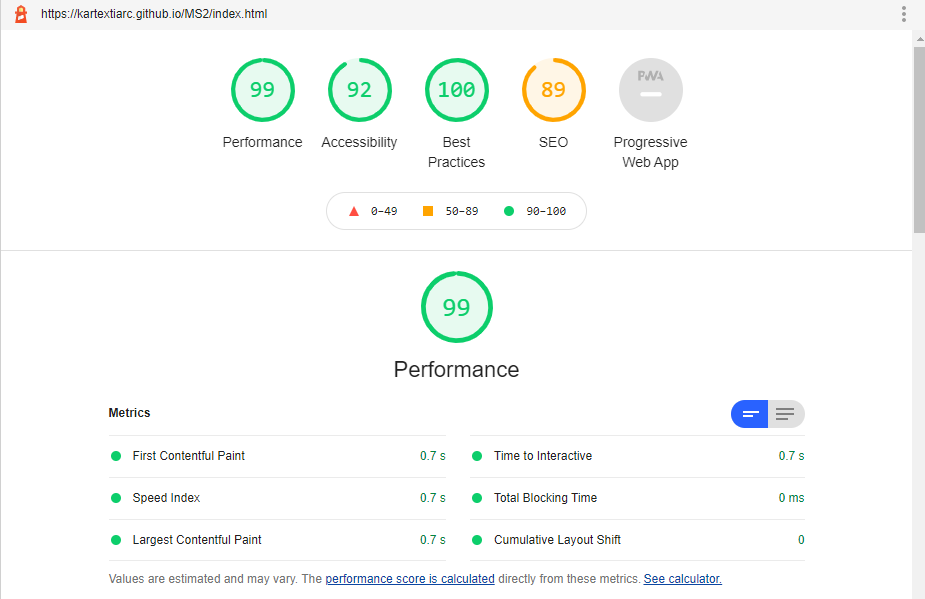 https://kartextiarc.github.io/MS2/index.html
99 92 100 89 PWA
Performance Accessibility Best Practices SEO Progressive Web App
0–49 50–89 90–100
99
Performance
Metrics
First Contentful Paint 0.7 s
Time to Interactive 0.7 s
Speed Index 0.7 s
Total Blocking Time 0 ms
Largest Contentful Paint 0.7 s
Cumulative Layout Shift 0
Values are estimated and may vary. The performance score is calculated directly from these metrics. See calculator.